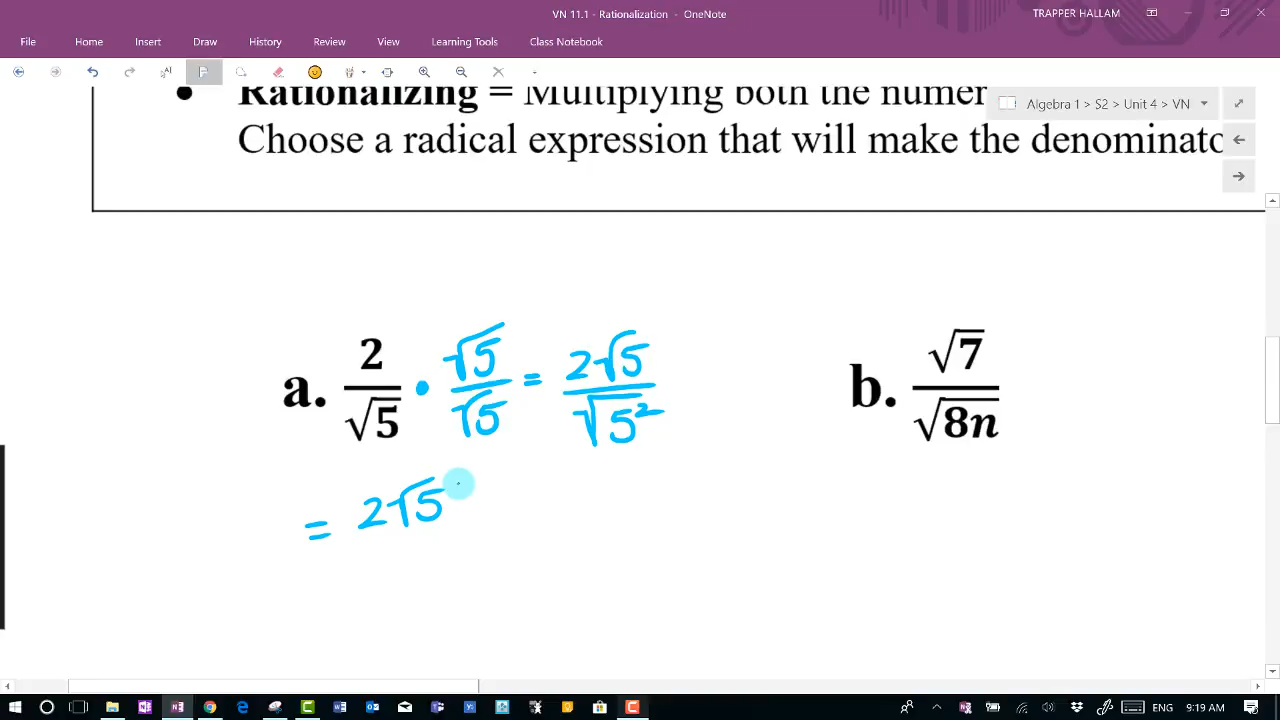 VN 11.1 - Rationalization - OneNote
TRAPPER HALLAM
File Home Insert Draw History Review View Learning Tools Class Notebook
Rationalizing = Multiplying both the numer
Algebra 1 > S2 > Unit 4 & VN
Choose a radical expression that will make the denominato
a. 2/√5 • √5/√5 = 2√5/√5²
b. √7/√8n
= 2√5
ENG 9:19 AM